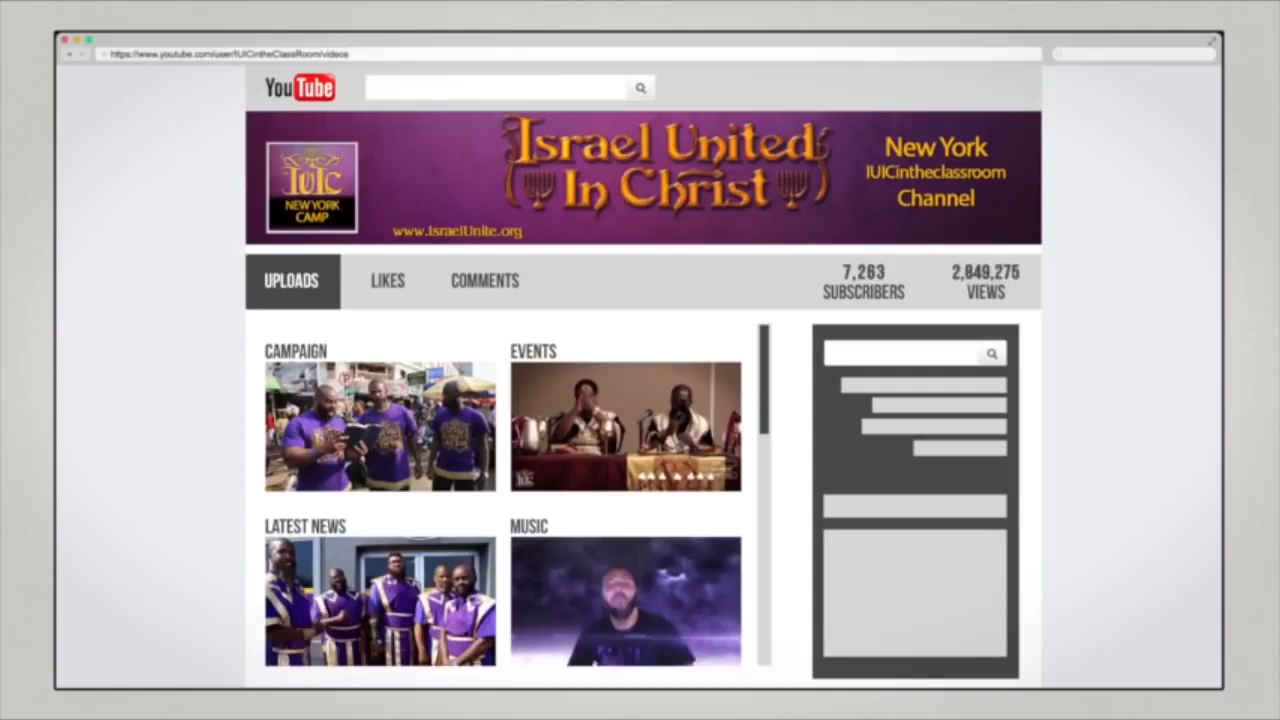 https://www.youtube.com/user/IUICintheClassRoom/videos
YouTube
IUIC
NEW YORK
CAMP
Israel United
In Christ
www.IsraelUnite.org
New York
IUICintheclassroom
Channel
UPLOADS
LIKES
COMMENTS
7,263
SUBSCRIBERS
2,849,275
VIEWS
CAMPAIGN
EVENTS
LATEST NEWS
MUSIC